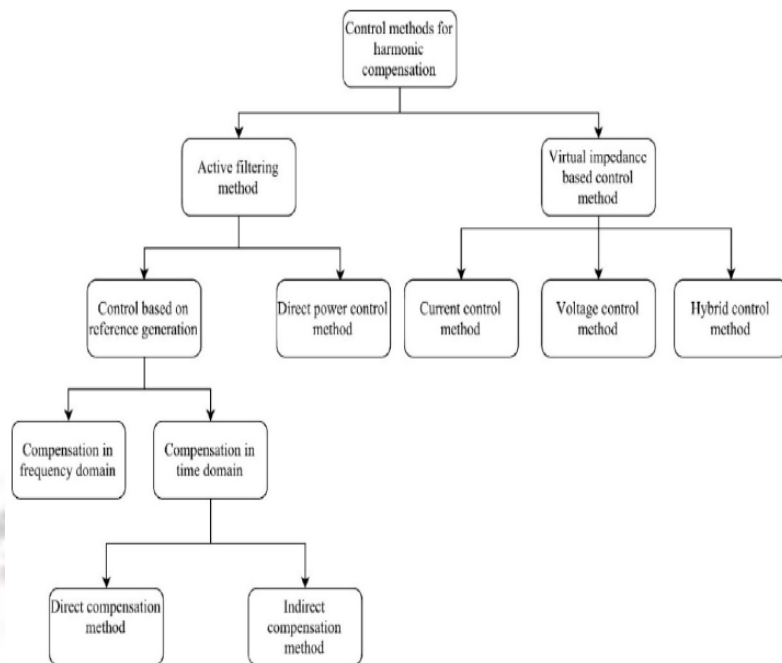 Control methods for
harmonic
compensation
Active filtering
method
Virtual impedance
based control
method
Control based on
reference generation
Direct power control
method
Current control
method
Voltage control
method
Hybrid control
method
Compensation in
frequency domain
Compensation in
time domain
Direct compensation
method
Indirect
compensation
method